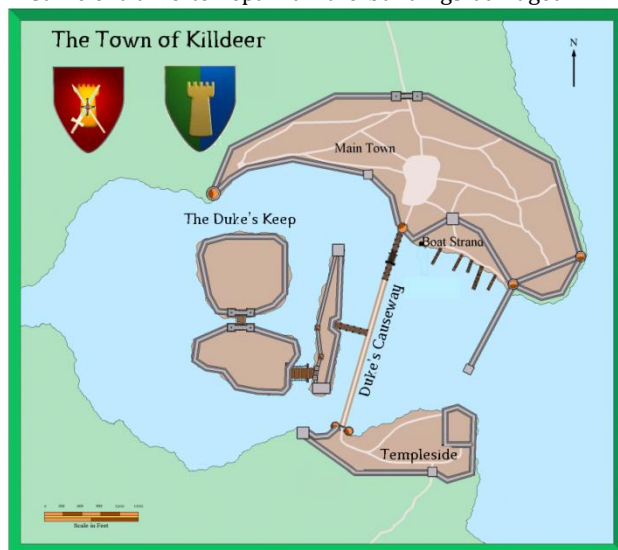 The Town of Killdeer
N
Main Town
The Duke's Keep
Boat Strand
Duke's Causeway
Templeside
Scale in Feet